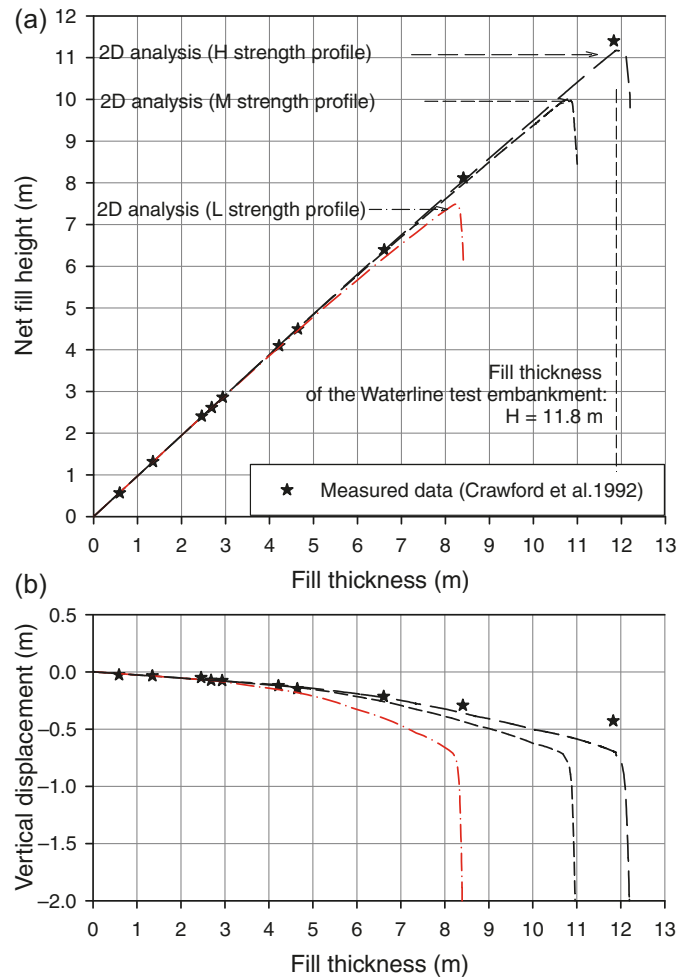 (a)
12
11
10
9
8
7
6
5
4
3
2
1
0
Net fill height (m)
2D analysis (H strength profile)
2D analysis (M strength profile)
2D analysis (L strength profile)
Fill thickness
of the Waterline test embankment:
H = 11.8 m
★ Measured data (Crawford et al.1992)
0 1 2 3 4 5 6 7 8 9 10 11 12 13
Fill thickness (m)
(b)
0.5
0.0
−0.5
−1.0
−1.5
−2.0
Vertical displacement (m)
0 1 2 3 4 5 6 7 8 9 10 11 12 13
Fill thickness (m)